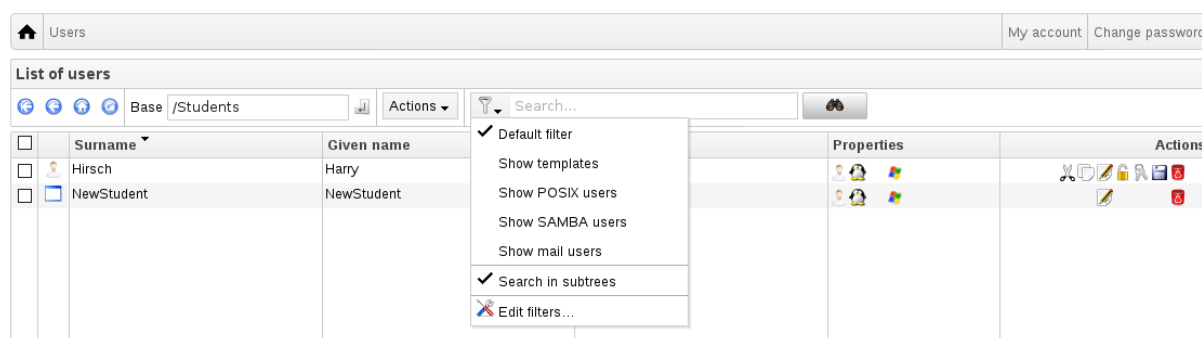 Users My account Change password
List of users
Base /Students Actions Search...
Default filter
Show templates
Show POSIX users
Show SAMBA users
Show mail users
Search in subtrees
Edit filters...
Surname Given name Properties Actions
Hirsch Harry
NewStudent NewStudent